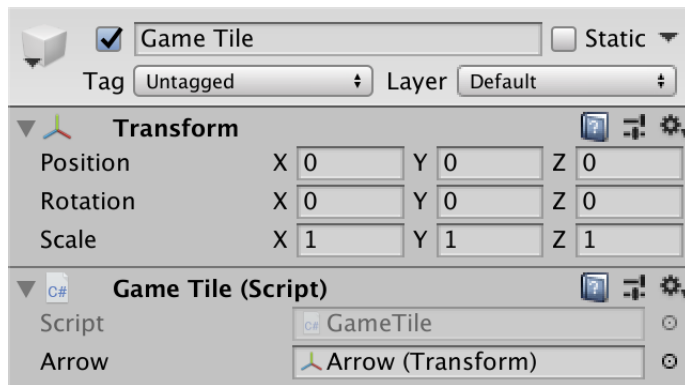 Game Tile Static
Tag Untagged Layer Default
Transform
Position X 0 Y 0 Z 0
Rotation X 0 Y 0 Z 0
Scale X 1 Y 1 Z 1
C# Game Tile (Script)
Script C# GameTile
Arrow Arrow (Transform)